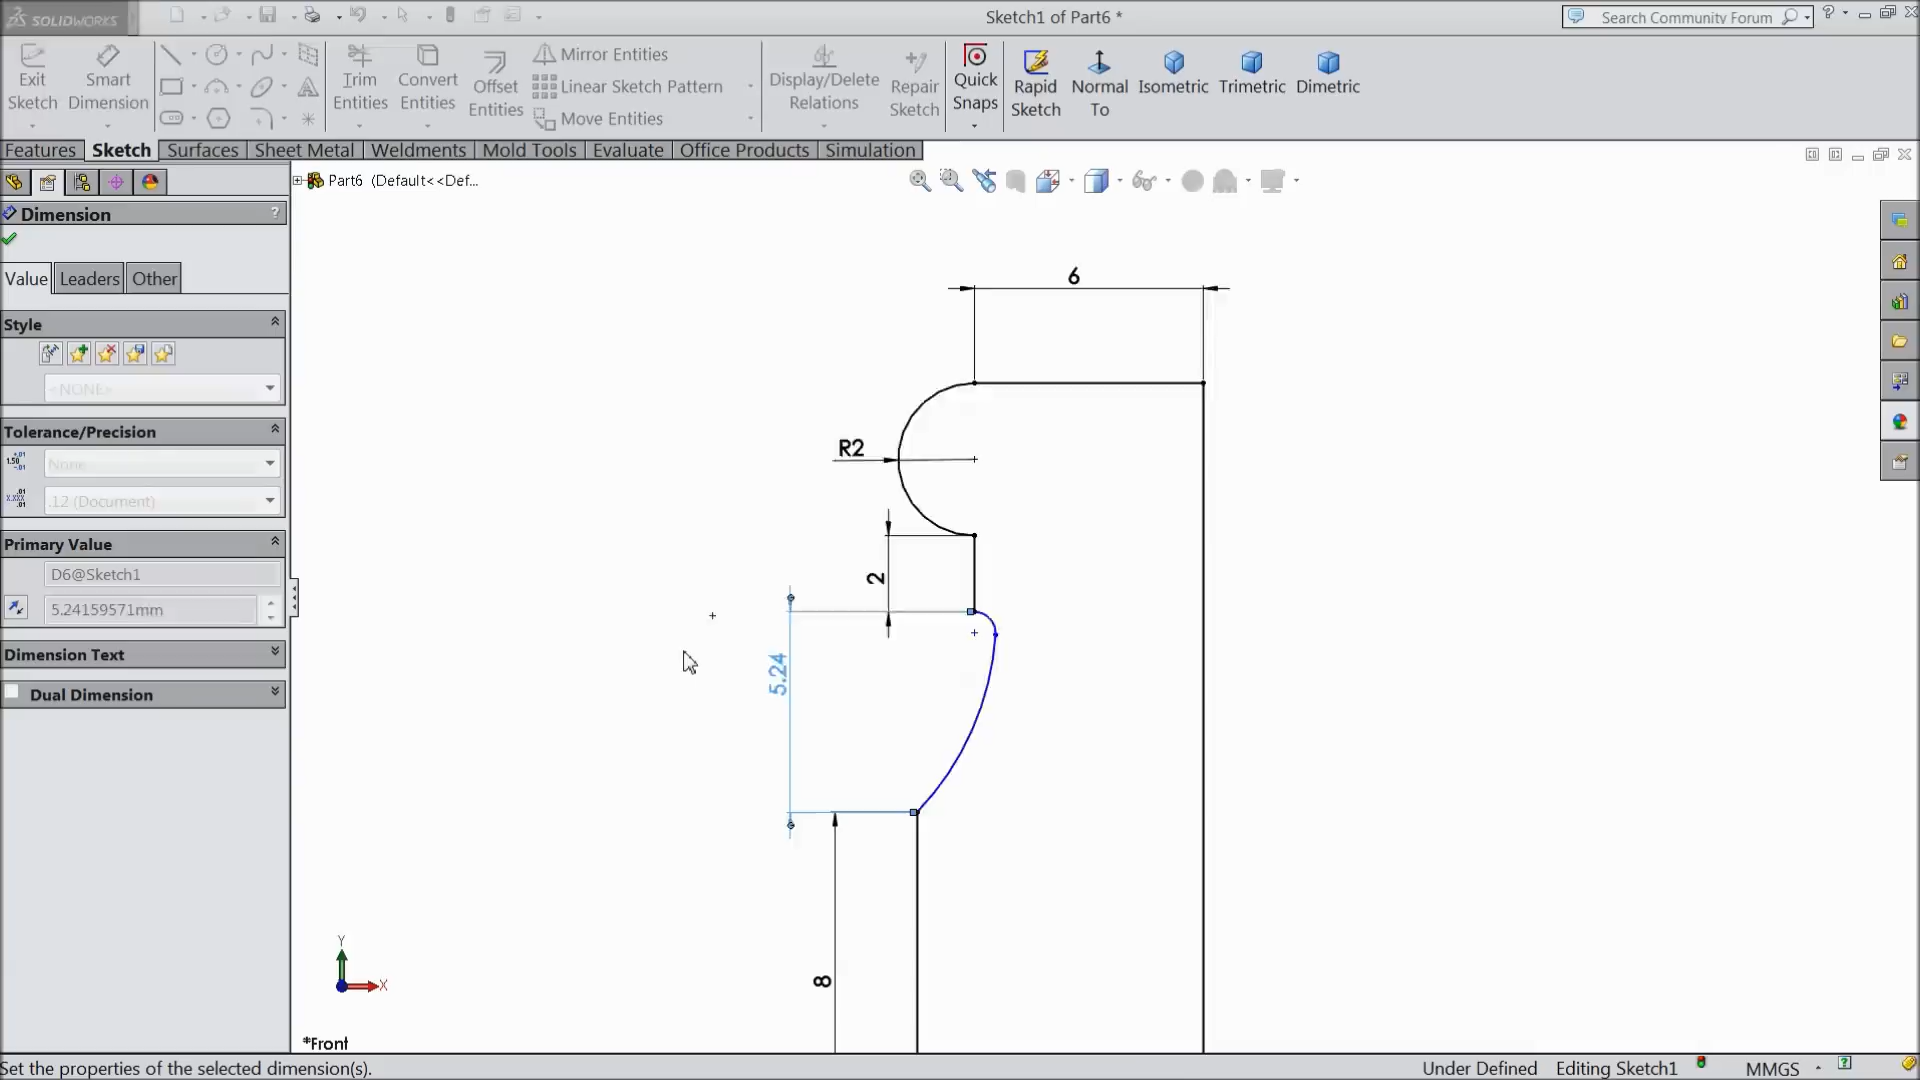 SOLIDWORKS
Sketch1 of Part6 *
Search Community Forum
?
Exit Sketch
Smart Dimension
Trim Entities
Convert Entities
Offset Entities
Mirror Entities
Linear Sketch Pattern
Move Entities
Display/Delete Relations
Repair Sketch
Quick Snaps
Rapid Sketch
Normal To
Isometric
Trimetric
Dimetric
Features
Sketch
Surfaces
Sheet Metal
Weldments
Mold Tools
Evaluate
Office Products
Simulation
Part6 (Default<<Def...
Dimension
?
Value
Leaders
Other
Style
<NONE>
Tolerance/Precision
None
.12 (Document)
Primary Value
D6@Sketch1
5.24159571mm
Dimension Text
Dual Dimension
6
R2
2
5.24
8
Y
X
*Front
Set the properties of the selected dimension(s).
Under Defined
Editing Sketch1
MMGS